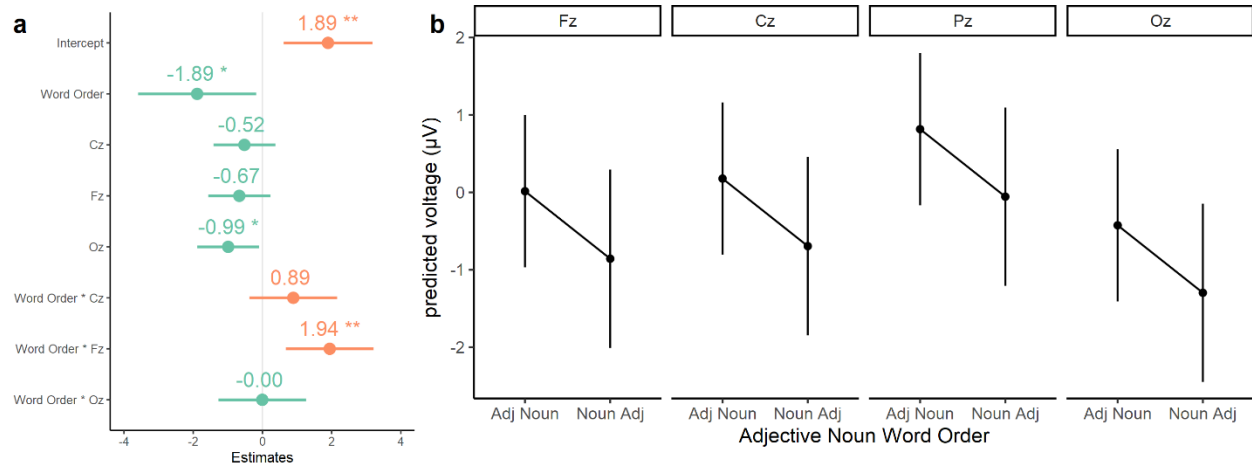 a
Intercept
1.89 **
Word Order
-1.89 *
Cz
-0.52
Fz
-0.67
Oz
-0.99 *
Word Order * Cz
0.89
Word Order * Fz
1.94 **
Word Order * Oz
-0.00
-4 -2 0 2 4
Estimates
b
Fz Cz Pz Oz
predicted voltage (µV)
2
1
0
-1
-2
Adj Noun Noun Adj Adj Noun Noun Adj Adj Noun Noun Adj Adj Noun Noun Adj
Adjective Noun Word Order